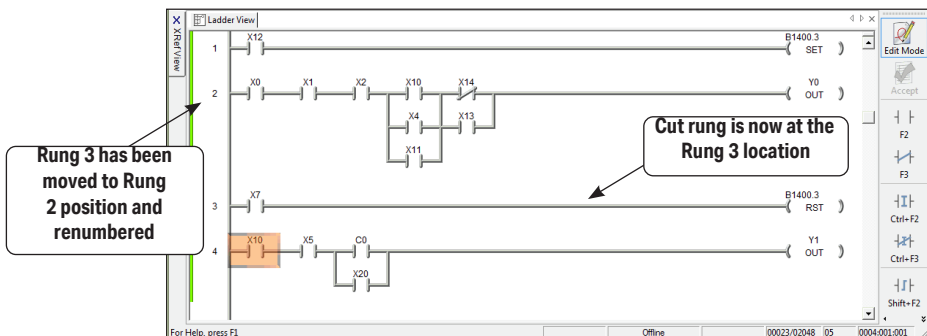 X
XRef View
Ladder View
1
X12
B1400.3
SET
2
X0
X1
X2
X10
X14
Y0
OUT
X4
X13
X11
3
X7
B1400.3
RST
4
X10
X5
C0
Y1
OUT
X20
Rung 3 has been
moved to Rung
2 position and
renumbered
Cut rung is now at the
Rung 3 location
Edit Mode
Accept
F2
F3
Ctrl+F2
Ctrl+F3
Shift+F2
For Help, press F1
Offline
00023/02048
05
0004:001:001